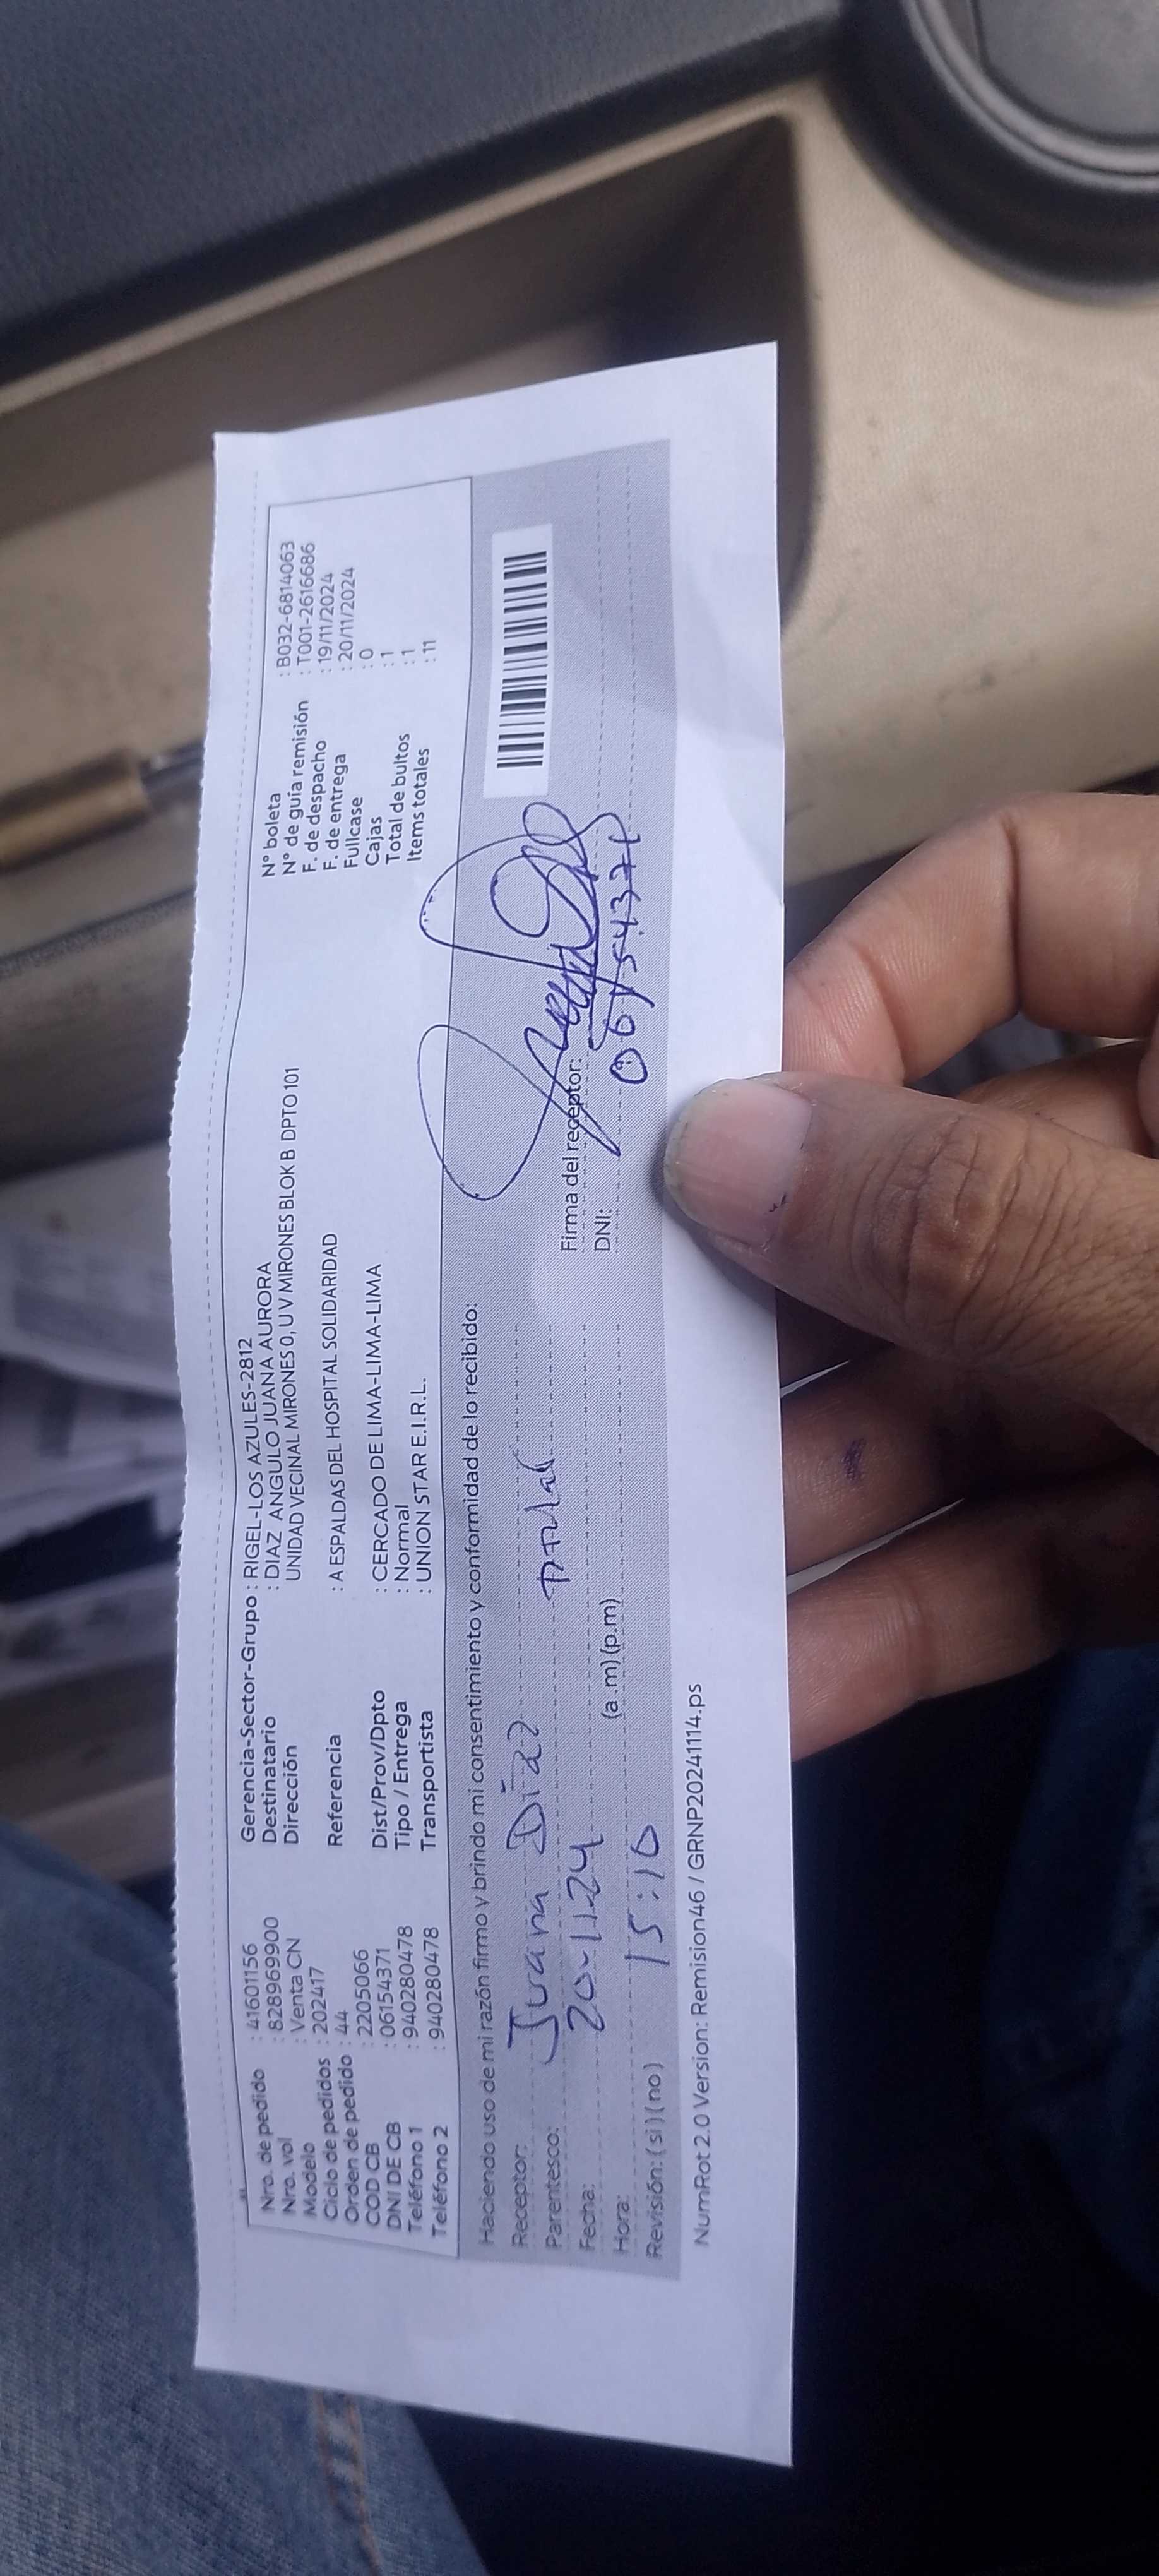 Nro. de pedido : 41601156
Nro. vol : 828969900
Modelo : Venta CN
Ciclo de pedidos : 202417
Orden de pedido : 44
COD CB : 2205066
DNI DE CB : 06154371
Teléfono 1 : 940280478
Teléfono 2 : 940280478
Gerencia-Sector-Grupo : RIGEL-LOS AZULES-2812
Destinatario : DIAZ ANGULO JUANA AURORA
Dirección UNIDAD VECINAL MIRONES 0, UV MIRONES BLOK B DPTO 101
Referencia : A ESPALDAS DEL HOSPITAL SOLIDARIDAD
Dist/Prov/Dpto : CERCADO DE LIMA-LIMA-LIMA
Tipo / Entrega : Normal
Transportista : UNION STAR E.I.R.L.
N° boleta : B032-6814063
N° de guía remisión : T001-2616686
F. de despacho : 19/11/2024
F. de entrega : 20/11/2024
Fullcase : 0
Cajas : 1
Total de bultos : 1
Items totales : 11
Haciendo uso de mi razón firmo y brindo mi consentimiento y conformidad de lo recibido:
Receptor: Juana Diaz
Parentesco:
Fecha: 20-11-24
Hora: 15:10 (a.m) (p.m)
Revisión: (si) (no)
Firma del receptor:
DNI:
NumRot 2.0 Version: Remision46 / GRNP20241114.ps